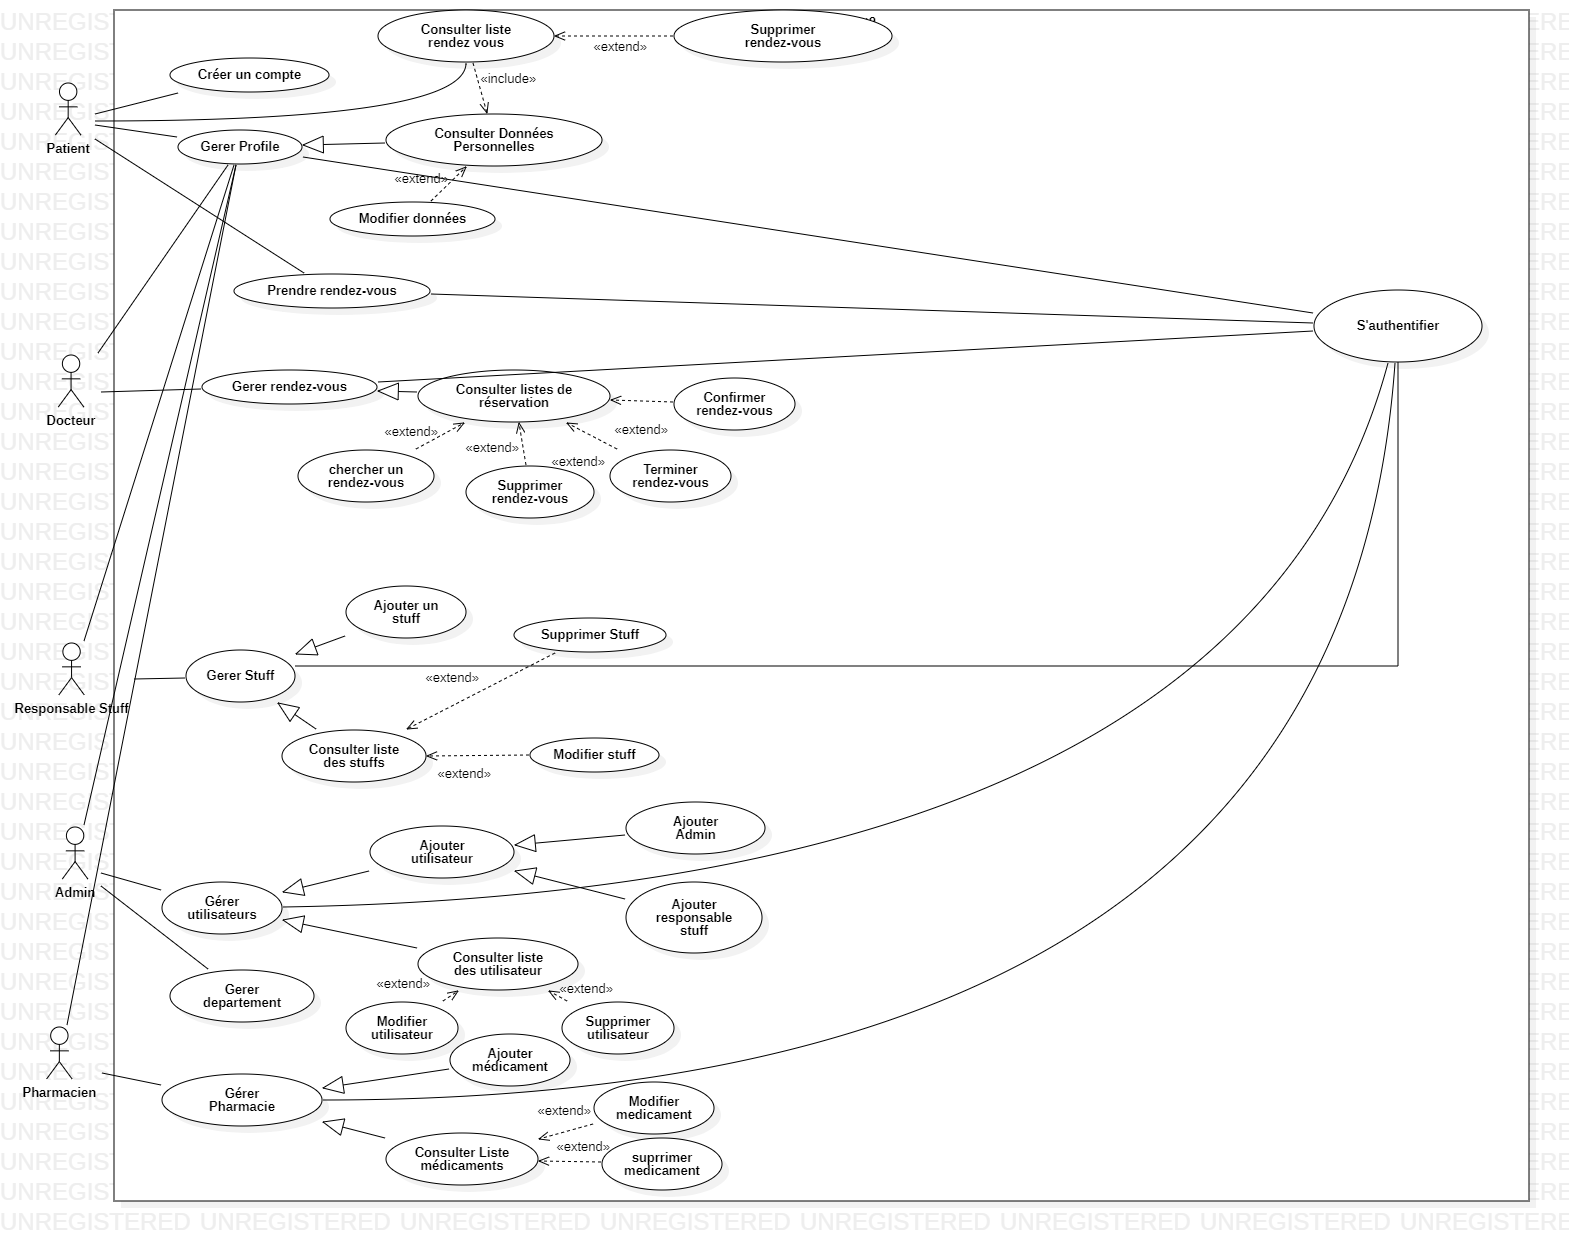 Consulter liste
rendez vous
Supprimer
rendez-vous
«extend»
Créer un compte
«include»
Patient
Gerer Profile
Consulter Données
Personnelles
«extend»
Modifier données
Prendre rendez-vous
S'authentifier
Docteur
Gerer rendez-vous
Consulter listes de
réservation
Confirmer
rendez-vous
«extend»
«extend»
«extend»
«extend»
chercher un
rendez-vous
Supprimer
rendez-vous
Terminer
rendez-vous
Ajouter un
stuff
Supprimer Stuff
Responsable Stuff
Gerer Stuff
«extend»
Consulter liste
des stuffs
Modifier stuff
«extend»
Ajouter
Admin
Ajouter
utilisateur
Admin
Gérer
utilisateurs
Ajouter
responsable
stuff
Consulter liste
des utilisateur
«extend»
«extend»
Gerer
departement
Modifier
utilisateur
Supprimer
utilisateur
Pharmacien
Ajouter
médicament
Gérer
Pharmacie
«extend»
Modifier
medicament
Consulter Liste
médicaments
«extend»
suprrimer
medicament
UNREGISTERED UNREGISTERED UNREGISTERED UNREGISTERED UNREGISTERED UNREGISTERED UNREGISTERED UNREGISTERE